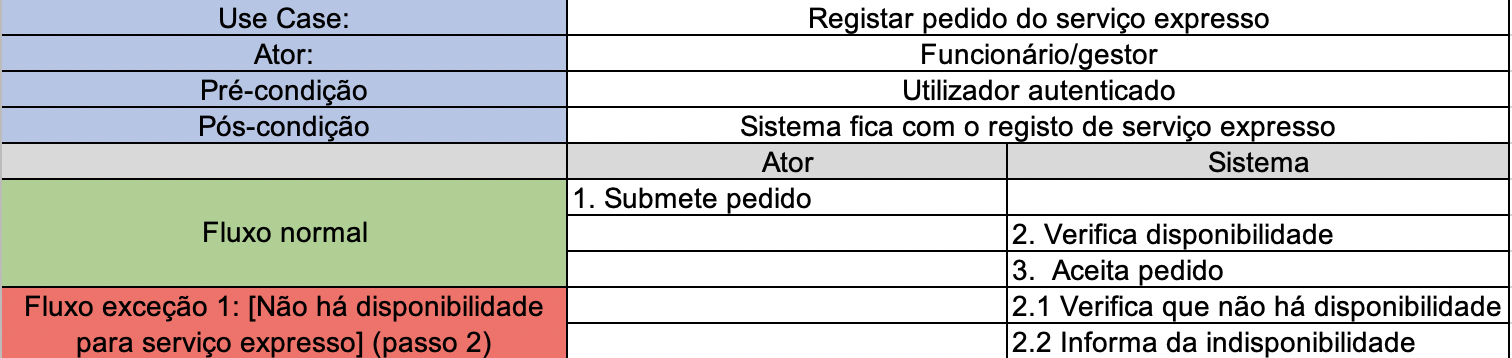 Use Case:
Registar pedido do serviço expresso
Ator:
Funcionário/gestor
Pré-condição
Utilizador autenticado
Pós-condição
Sistema fica com o registo de serviço expresso
Ator
Sistema
Fluxo normal
1. Submete pedido
2. Verifica disponibilidade
3. Aceita pedido
Fluxo exceção 1: [Não há disponibilidade
para serviço expresso] (passo 2)
2.1 Verifica que não há disponibilidade
2.2 Informa da indisponibilidade